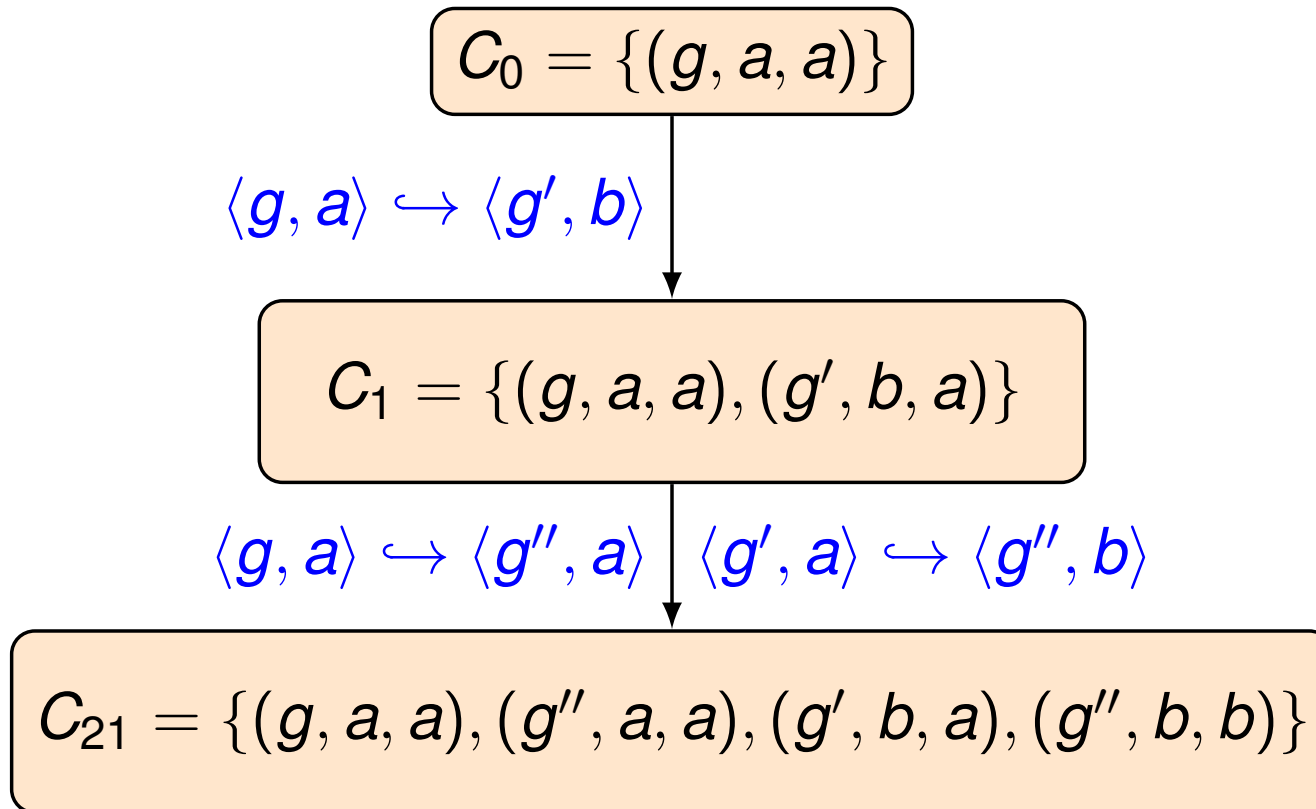 C₀ = {(g, a, a)}
⟨g, a⟩ ↪ ⟨g′, b⟩
C₁ = {(g, a, a), (g′, b, a)}
⟨g, a⟩ ↪ ⟨g″, a⟩ ⟨g′, a⟩ ↪ ⟨g″, b⟩
C₂₁ = {(g, a, a), (g″, a, a), (g′, b, a), (g″, b, b)}